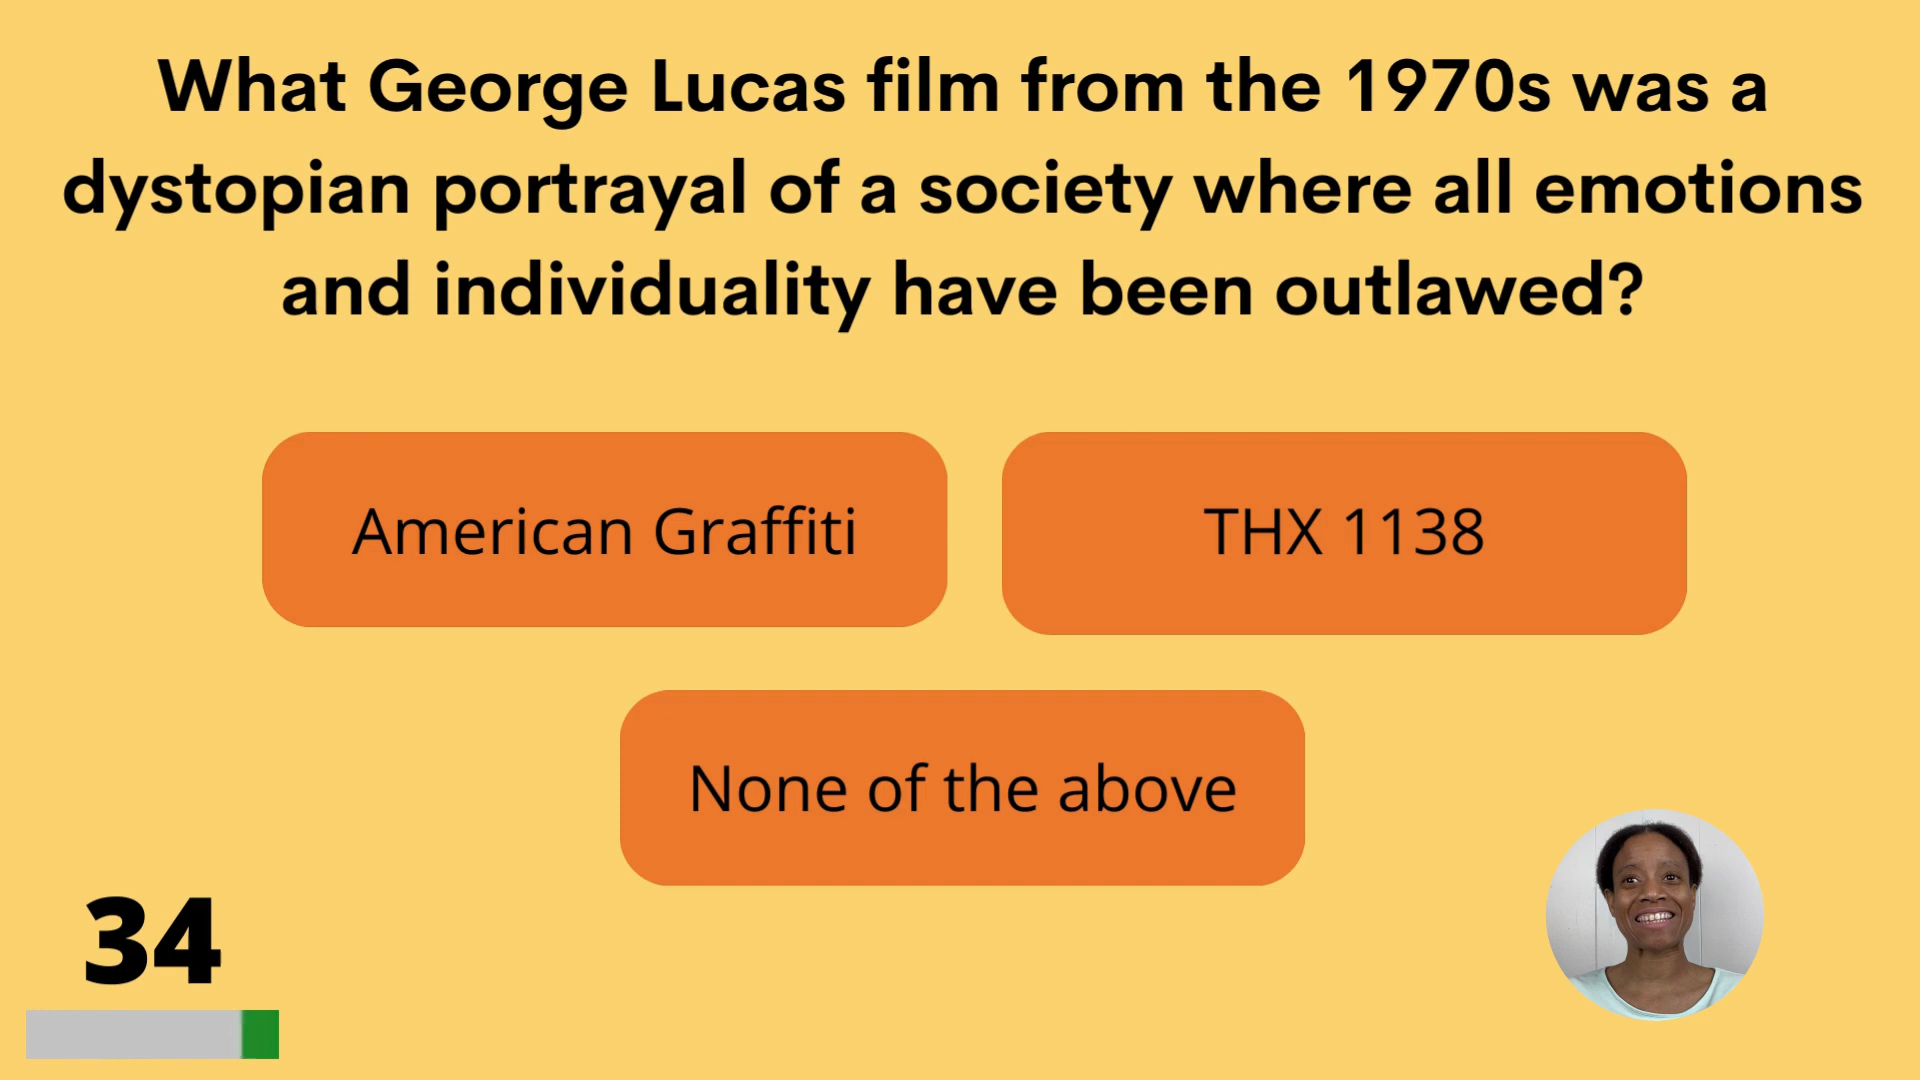 What George Lucas film from the 1970s was a
dystopian portrayal of a society where all emotions
and individuality have been outlawed?
American Graffiti
THX 1138
None of the above
34